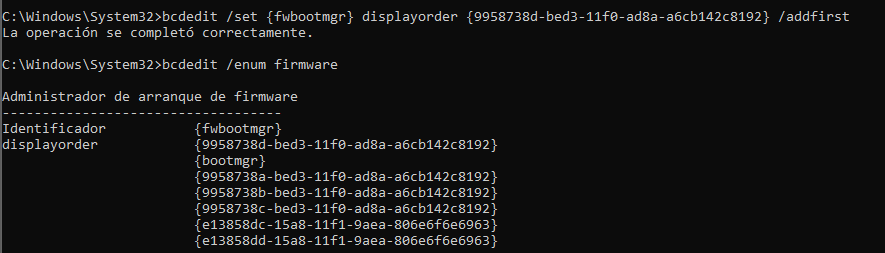 C:\Windows\System32>bcdedit /set {fwbootmgr} displayorder {9958738d-bed3-11f0-ad8a-a6cb142c8192} /addfirst
La operación se completó correctamente.
C:\Windows\System32>bcdedit /enum firmware
Administrador de arranque de firmware
-----------------------------------
Identificador           {fwbootmgr}
displayorder            {9958738d-bed3-11f0-ad8a-a6cb142c8192}
                        {bootmgr}
                        {9958738a-bed3-11f0-ad8a-a6cb142c8192}
                        {9958738b-bed3-11f0-ad8a-a6cb142c8192}
                        {9958738c-bed3-11f0-ad8a-a6cb142c8192}
                        {e13858dc-15a8-11f1-9aea-806e6f6e6963}
                        {e13858dd-15a8-11f1-9aea-806e6f6e6963}